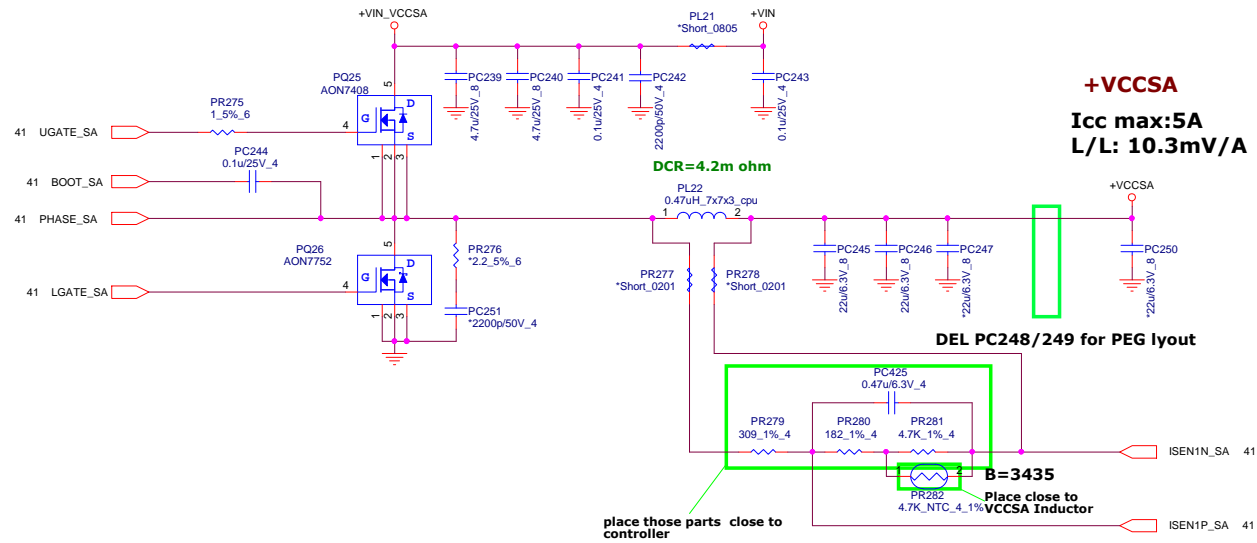 +VIN_VCCSA
PL21
*Short_0805
+VIN
PQ25
AON7408
5
D
G
S
4
1
2
3
PC239
4.7u/25V_8
PC240
4.7u/25V_8
PC241
0.1u/25V_4
PC242
2200p/50V_4
PC243
0.1u/25V_4
+VCCSA
Icc max:5A
L/L: 10.3mV/A
PR275
1_5%_6
41 UGATE_SA
PC244
0.1u/25V_4
41 BOOT_SA
41 PHASE_SA
DCR=4.2m ohm
PL22
0.47uH_7x7x3_cpu
1
2
+VCCSA
PQ26
AON7752
5
D
G
S
4
1
2
3
41 LGATE_SA
PR276
*2.2_5%_6
PC251
*2200p/50V_4
PR277
*Short_0201
PR278
*Short_0201
PC245
22u/6.3V_8
PC246
22u/6.3V_8
PC247
*22u/6.3V_8
PC250
*22u/6.3V_8
DEL PC248/249 for PEG lyout
PC425
0.47u/6.3V_4
PR279
309_1%_4
PR280
182_1%_4
PR281
4.7K_1%_4
ISEN1N_SA 41
1
2
B=3435
PR282
4.7K_NTC_4_1%
Place close to
VCCSA Inductor
place those parts close to
controller
ISEN1P_SA 41